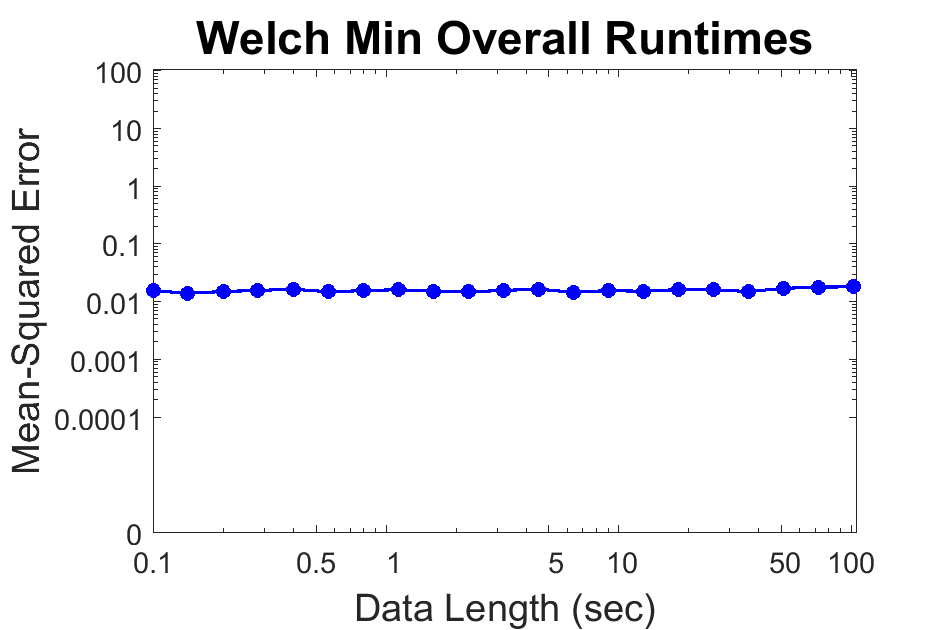 Welch Min Overall Runtimes
Mean-Squared Error
100
10
1
0.1
0.01
0.001
0.0001
0
0.1 0.5 1 5 10 50 100
Data Length (sec)